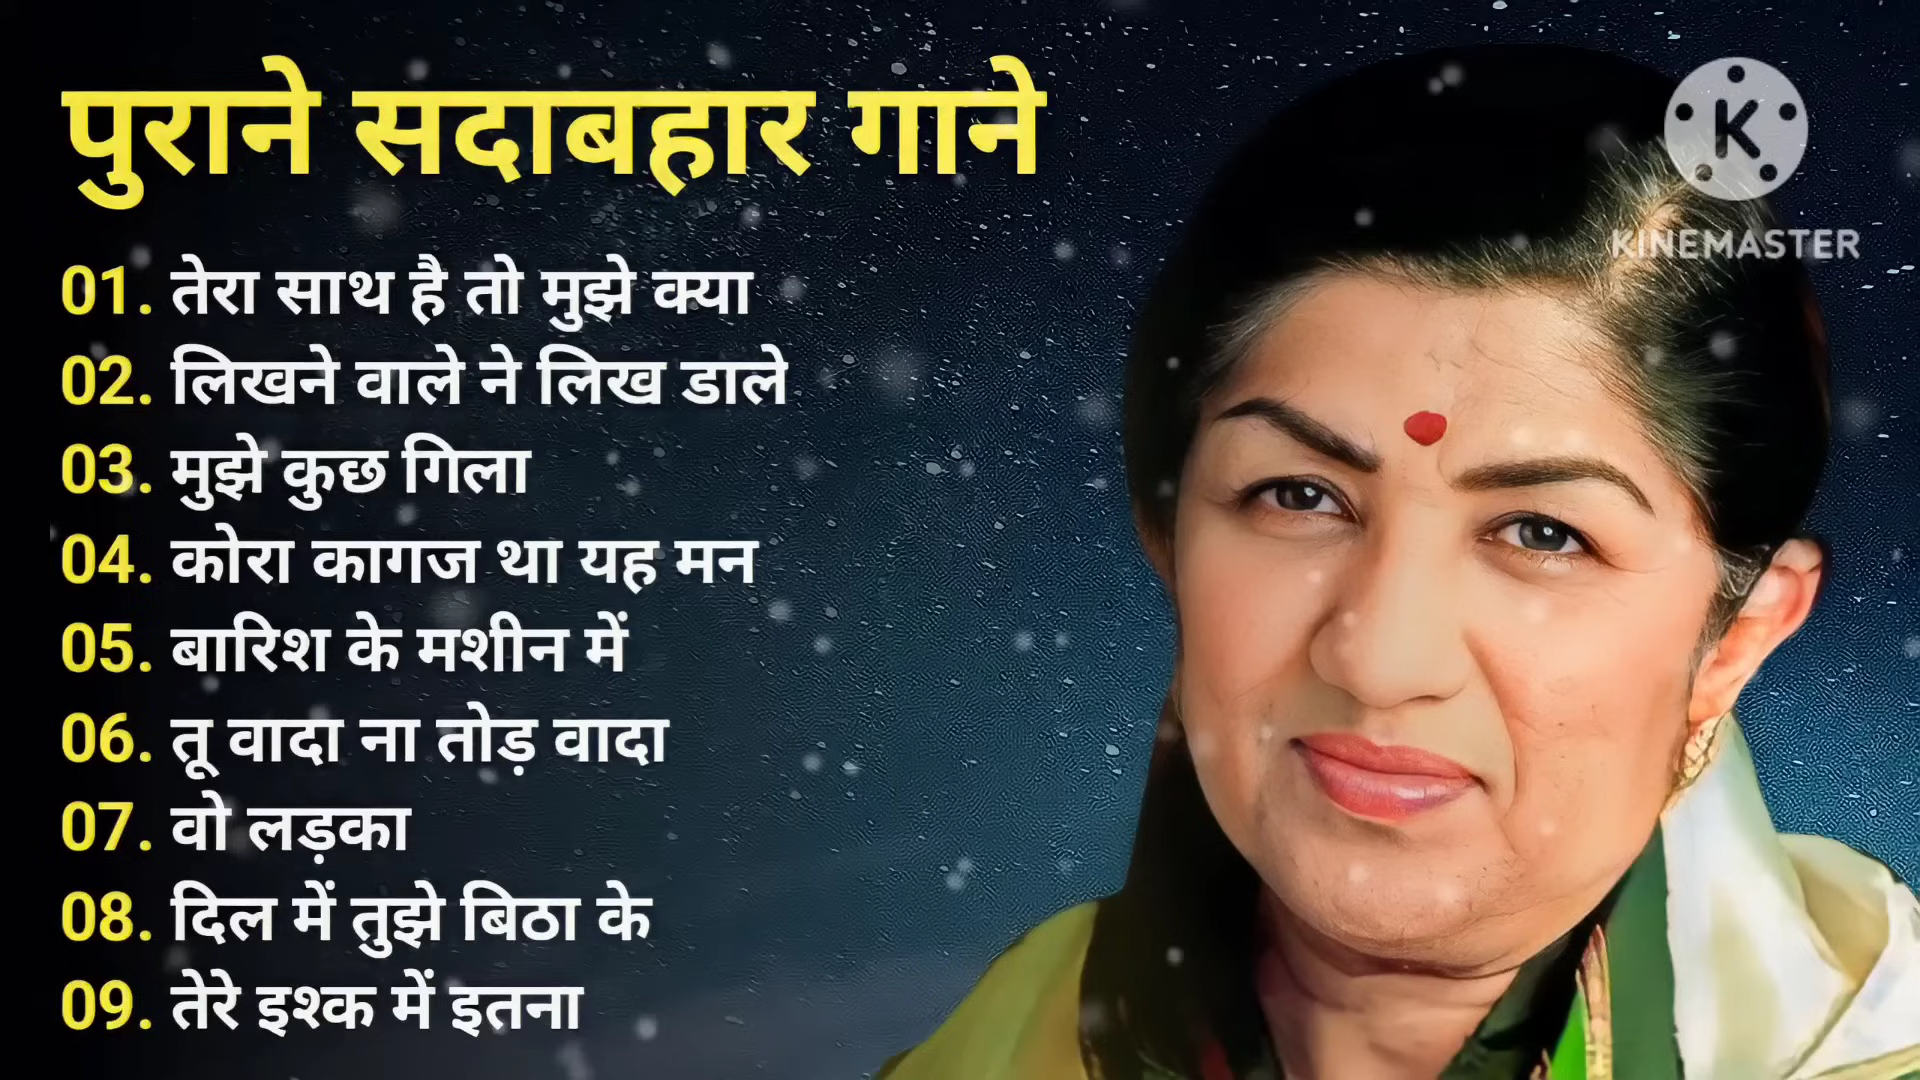 पुराने सदाबहार गाने
01. तेरा साथ है तो मुझे क्या
02. लिखने वाले ने लिख डाले
03. मुझे कुछ गिला
04. कोरा कागज था यह मन
05. बारिश के मशीन में
06. तू वादा ना तोड़ वादा
07. वो लड़का
08. दिल में तुझे बिठा के
09. तेरे इश्क में इतना
K
KINEMASTER